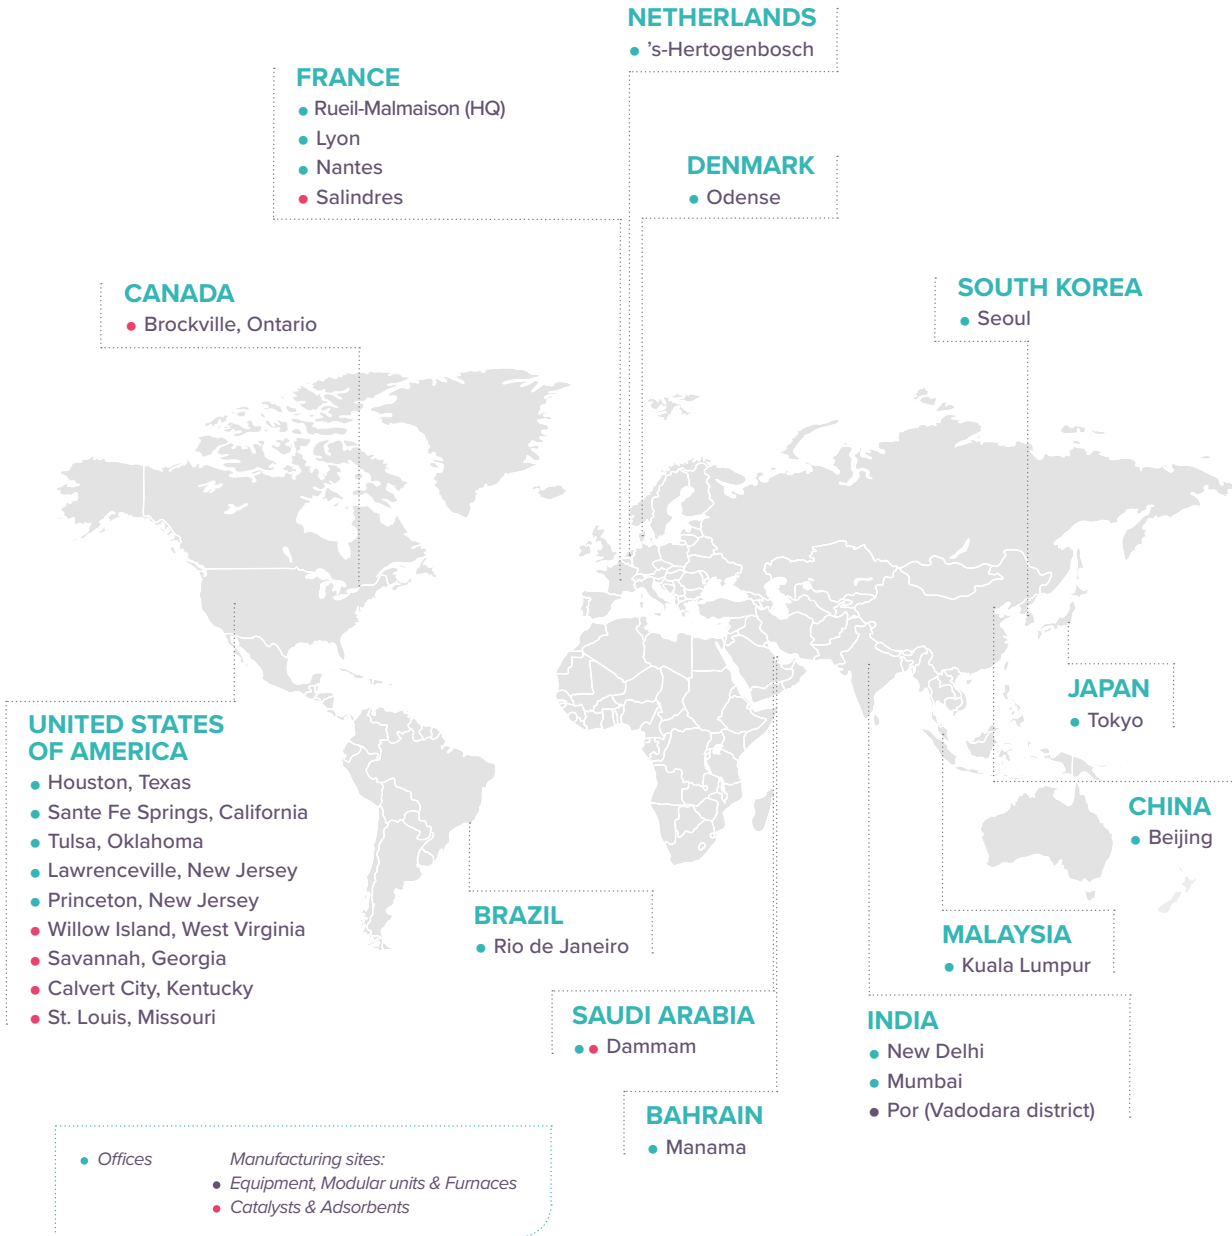 NETHERLANDS
• ’s-Hertogenbosch
FRANCE
• Rueil-Malmaison (HQ)
• Lyon
• Nantes
• Salindres
DENMARK
• Odense
CANADA
• Brockville, Ontario
SOUTH KOREA
• Seoul
UNITED STATES
OF AMERICA
• Houston, Texas
• Sante Fe Springs, California
• Tulsa, Oklahoma
• Lawrenceville, New Jersey
• Princeton, New Jersey
• Willow Island, West Virginia
• Savannah, Georgia
• Calvert City, Kentucky
• St. Louis, Missouri
JAPAN
• Tokyo
CHINA
• Beijing
BRAZIL
• Rio de Janeiro
MALAYSIA
• Kuala Lumpur
SAUDI ARABIA
•• Dammam
INDIA
• New Delhi
• Mumbai
• Por (Vadodara district)
BAHRAIN
• Manama
• Offices
Manufacturing sites:
• Equipment, Modular units & Furnaces
• Catalysts & Adsorbents